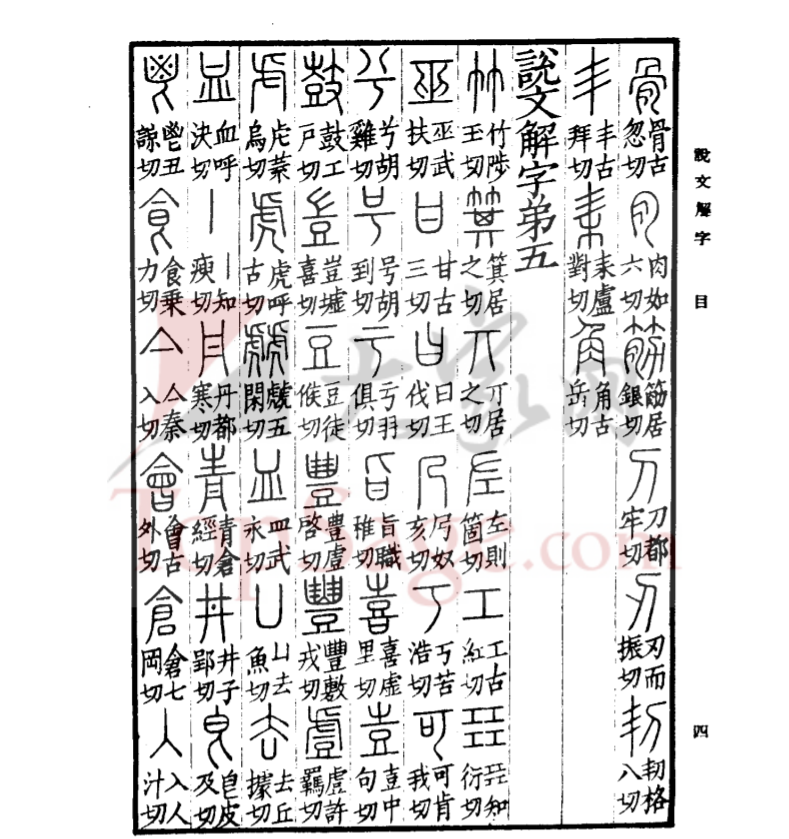 說文解字 目
四
骨古忽切 肉如六切 筋居銀切 刀都牢切 刃而振切 㓞格八切
丯古拜切 耒盧對切 角古岳切
說文解字弟五
竹陟玉切 箕居之切 丌居之切 左則箇切 工古紅切 㠭知衍切
巫武扶切 甘古三切 曰王伐切 乃奴亥切 丂苦浩切 可肯我切
兮胡雞切 号胡到切 亏羽俱切 旨職稚切 喜虛里切 壴中句切
鼓工戶切 豈墟喜切 豆徒候切 豊盧啓切 豐敷戎切 䖒許羈切
虍荒烏切 虎呼古切 虤五閑切 皿武永切 凵去魚切 去丘據切
血呼決切 丶知庾切 丹都寒切 青倉經切 井子郢切 皀皮及切
鬯丑諒切 食乗力切 亼秦入切 會古外切 倉七岡切 入人汁切
大家网
TopSage.com